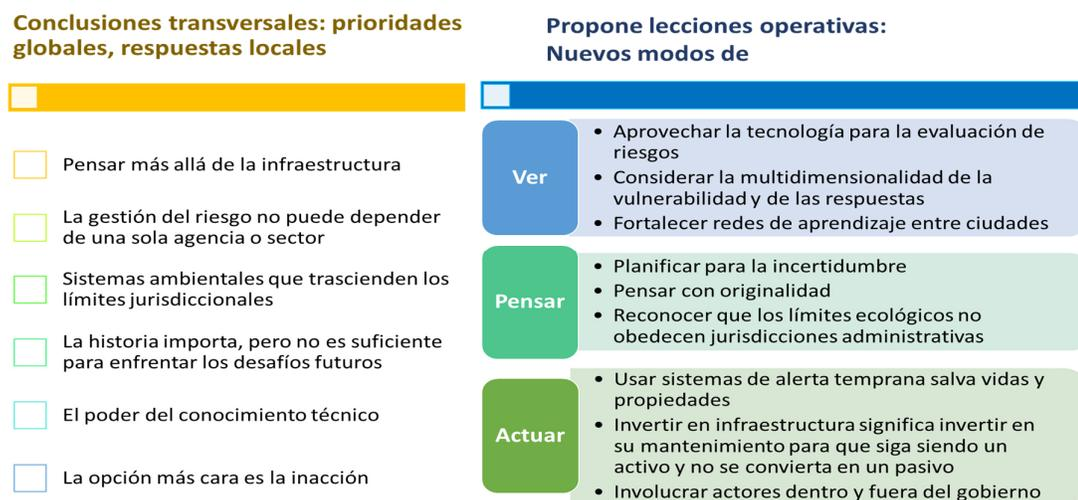 Conclusiones transversales: prioridades
globales, respuestas locales
Pensar más allá de la infraestructura
La gestión del riesgo no puede depender
de una sola agencia o sector
Sistemas ambientales que trascienden los
límites jurisdiccionales
La historia importa, pero no es suficiente
para enfrentar los desafíos futuros
El poder del conocimiento técnico
La opción más cara es la inacción
Propone lecciones operativas:
Nuevos modos de
Ver
• Aprovechar la tecnología para la evaluación de
riesgos
• Considerar la multidimensionalidad de la
vulnerabilidad y de las respuestas
• Fortalecer redes de aprendizaje entre ciudades
Pensar
• Planificar para la incertidumbre
• Pensar con originalidad
• Reconocer que los límites ecológicos no
obedecen jurisdicciones administrativas
Actuar
• Usar sistemas de alerta temprana salva vidas y
propiedades
• Invertir en infraestructura significa invertir en
su mantenimiento para que siga siendo un
activo y no se convierta en un pasivo
• Involucrar actores dentro y fuera del gobierno